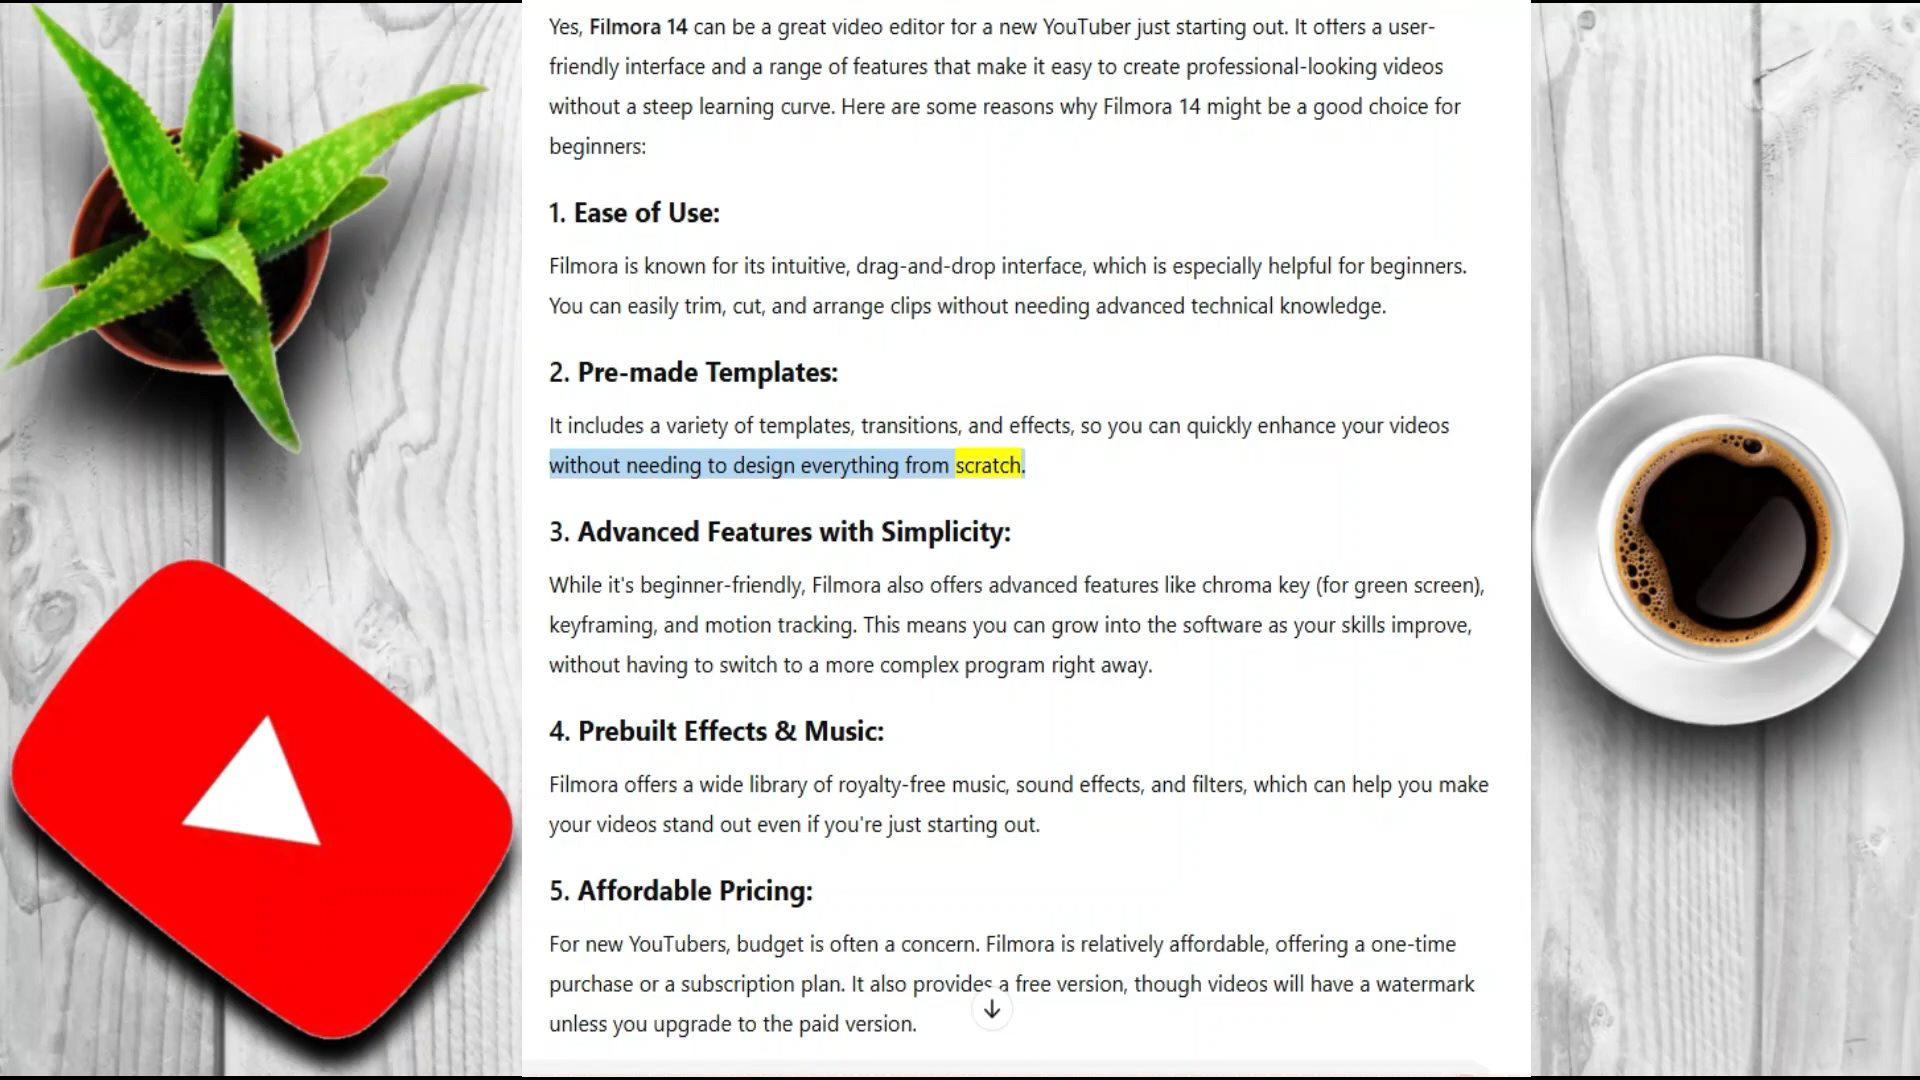 Yes, Filmora 14 can be a great video editor for a new YouTuber just starting out. It offers a user-
friendly interface and a range of features that make it easy to create professional-looking videos
without a steep learning curve. Here are some reasons why Filmora 14 might be a good choice for
beginners:
1. Ease of Use:
Filmora is known for its intuitive, drag-and-drop interface, which is especially helpful for beginners.
You can easily trim, cut, and arrange clips without needing advanced technical knowledge.
2. Pre-made Templates:
It includes a variety of templates, transitions, and effects, so you can quickly enhance your videos
without needing to design everything from scratch.
3. Advanced Features with Simplicity:
While it's beginner-friendly, Filmora also offers advanced features like chroma key (for green screen),
keyframing, and motion tracking. This means you can grow into the software as your skills improve,
without having to switch to a more complex program right away.
4. Prebuilt Effects & Music:
Filmora offers a wide library of royalty-free music, sound effects, and filters, which can help you make
your videos stand out even if you're just starting out.
5. Affordable Pricing:
For new YouTubers, budget is often a concern. Filmora is relatively affordable, offering a one-time
purchase or a subscription plan. It also provides a free version, though videos will have a watermark
unless you upgrade to the paid version.